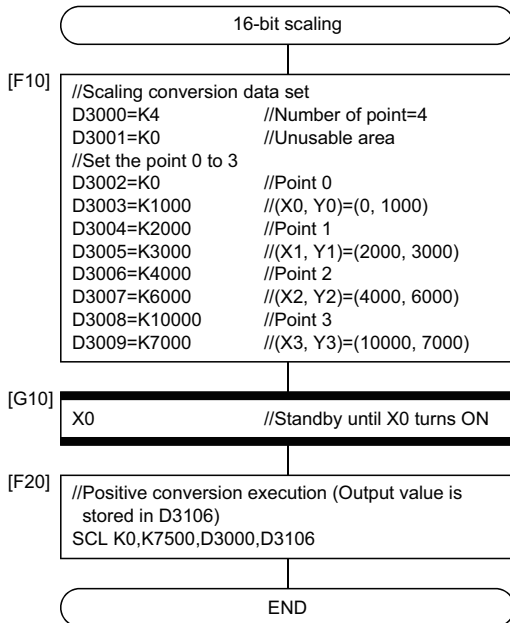 16-bit scaling
[F10]
//Scaling conversion data set
D3000=K4 //Number of point=4
D3001=K0 //Unusable area
//Set the point 0 to 3
D3002=K0 //Point 0
D3003=K1000 //(X0, Y0)=(0, 1000)
D3004=K2000 //Point 1
D3005=K3000 //(X1, Y1)=(2000, 3000)
D3006=K4000 //Point 2
D3007=K6000 //(X2, Y2)=(4000, 6000)
D3008=K10000 //Point 3
D3009=K7000 //(X3, Y3)=(10000, 7000)
[G10]
X0 //Standby until X0 turns ON
[F20]
//Positive conversion execution (Output value is
stored in D3106)
SCL K0,K7500,D3000,D3106
END